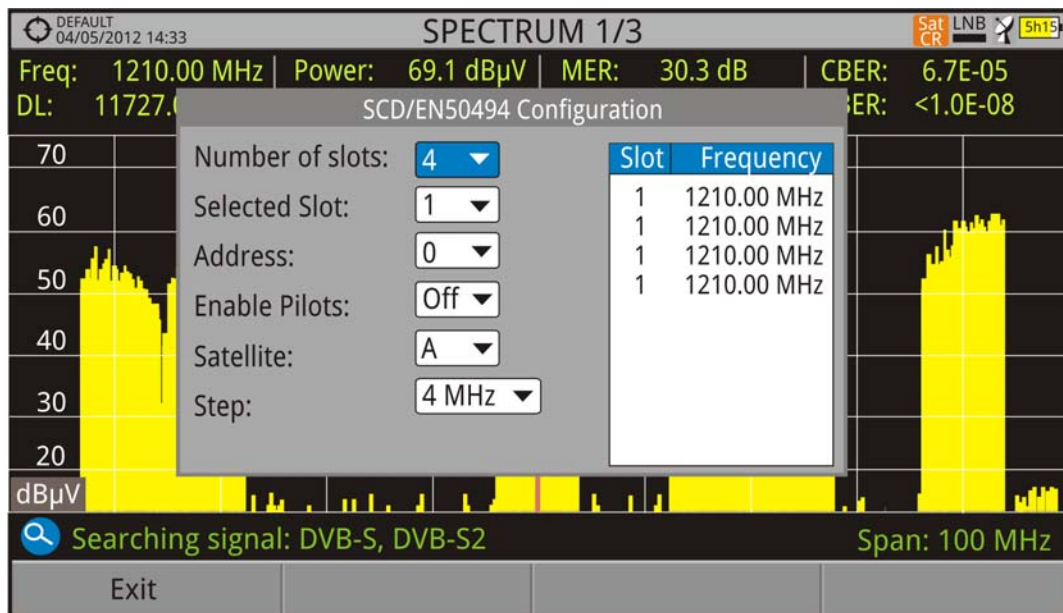 DEFAULT
04/05/2012 14:33
SPECTRUM 1/3
Sat CR
LNB
5h15
Freq: 1210.00 MHz Power: 69.1 dBµV MER: 30.3 dB CBER: 6.7E-05
DL: 11727. BER: <1.0E-08
SCD/EN50494 Configuration
Number of slots: 4
Selected Slot: 1
Address: 0
Enable Pilots: Off
Satellite: A
Step: 4 MHz
Slot Frequency
1 1210.00 MHz
1 1210.00 MHz
1 1210.00 MHz
1 1210.00 MHz
70
60
50
40
30
20
dBµV
Searching signal: DVB-S, DVB-S2 Span: 100 MHz
Exit